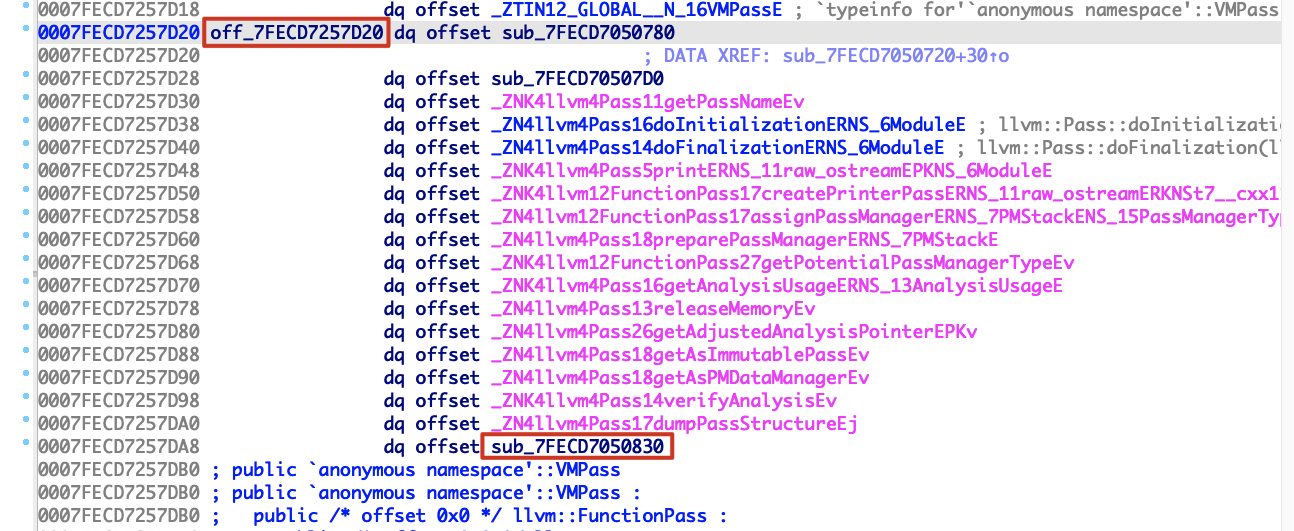 0007FECD7257D18 dq offset _ZTIN12_GLOBAL__N_16VMPassE ; `typeinfo for'`anonymous namespace'::VMPass
0007FECD7257D20 off_7FECD7257D20 dq offset sub_7FECD7050780
0007FECD7257D20 ; DATA XREF: sub_7FECD7050720+30↑o
0007FECD7257D28 dq offset sub_7FECD70507D0
0007FECD7257D30 dq offset _ZNK4llvm4Pass11getPassNameEv
0007FECD7257D38 dq offset _ZN4llvm4Pass16doInitializationERNS_6ModuleE ; llvm::Pass::doInitializatio
0007FECD7257D40 dq offset _ZN4llvm4Pass14doFinalizationERNS_6ModuleE ; llvm::Pass::doFinalization(l
0007FECD7257D48 dq offset _ZNK4llvm4Pass5printERNS_11raw_ostreamEPKNS_6ModuleE
0007FECD7257D50 dq offset _ZNK4llvm12FunctionPass17createPrinterPassERNS_11raw_ostreamERKNSt7__cxx1
0007FECD7257D58 dq offset _ZN4llvm12FunctionPass17assignPassManagerERNS_7PMStackENS_15PassManagerTyp
0007FECD7257D60 dq offset _ZN4llvm4Pass18preparePassManagerERNS_7PMStackE
0007FECD7257D68 dq offset _ZNK4llvm12FunctionPass27getPotentialPassManagerTypeEv
0007FECD7257D70 dq offset _ZNK4llvm4Pass16getAnalysisUsageERNS_13AnalysisUsageE
0007FECD7257D78 dq offset _ZN4llvm4Pass13releaseMemoryEv
0007FECD7257D80 dq offset _ZN4llvm4Pass26getAdjustedAnalysisPointerEPKv
0007FECD7257D88 dq offset _ZN4llvm4Pass18getAsImmutablePassEv
0007FECD7257D90 dq offset _ZN4llvm4Pass18getAsPMDataManagerEv
0007FECD7257D98 dq offset _ZNK4llvm4Pass14verifyAnalysisEv
0007FECD7257DA0 dq offset _ZN4llvm4Pass17dumpPassStructureEj
0007FECD7257DA8 dq offset sub_7FECD7050830
0007FECD7257DB0 ; public `anonymous namespace'::VMPass
0007FECD7257DB0 ; public `anonymous namespace'::VMPass :
0007FECD7257DB0 ;   public /* offset 0x0 */ llvm::FunctionPass :